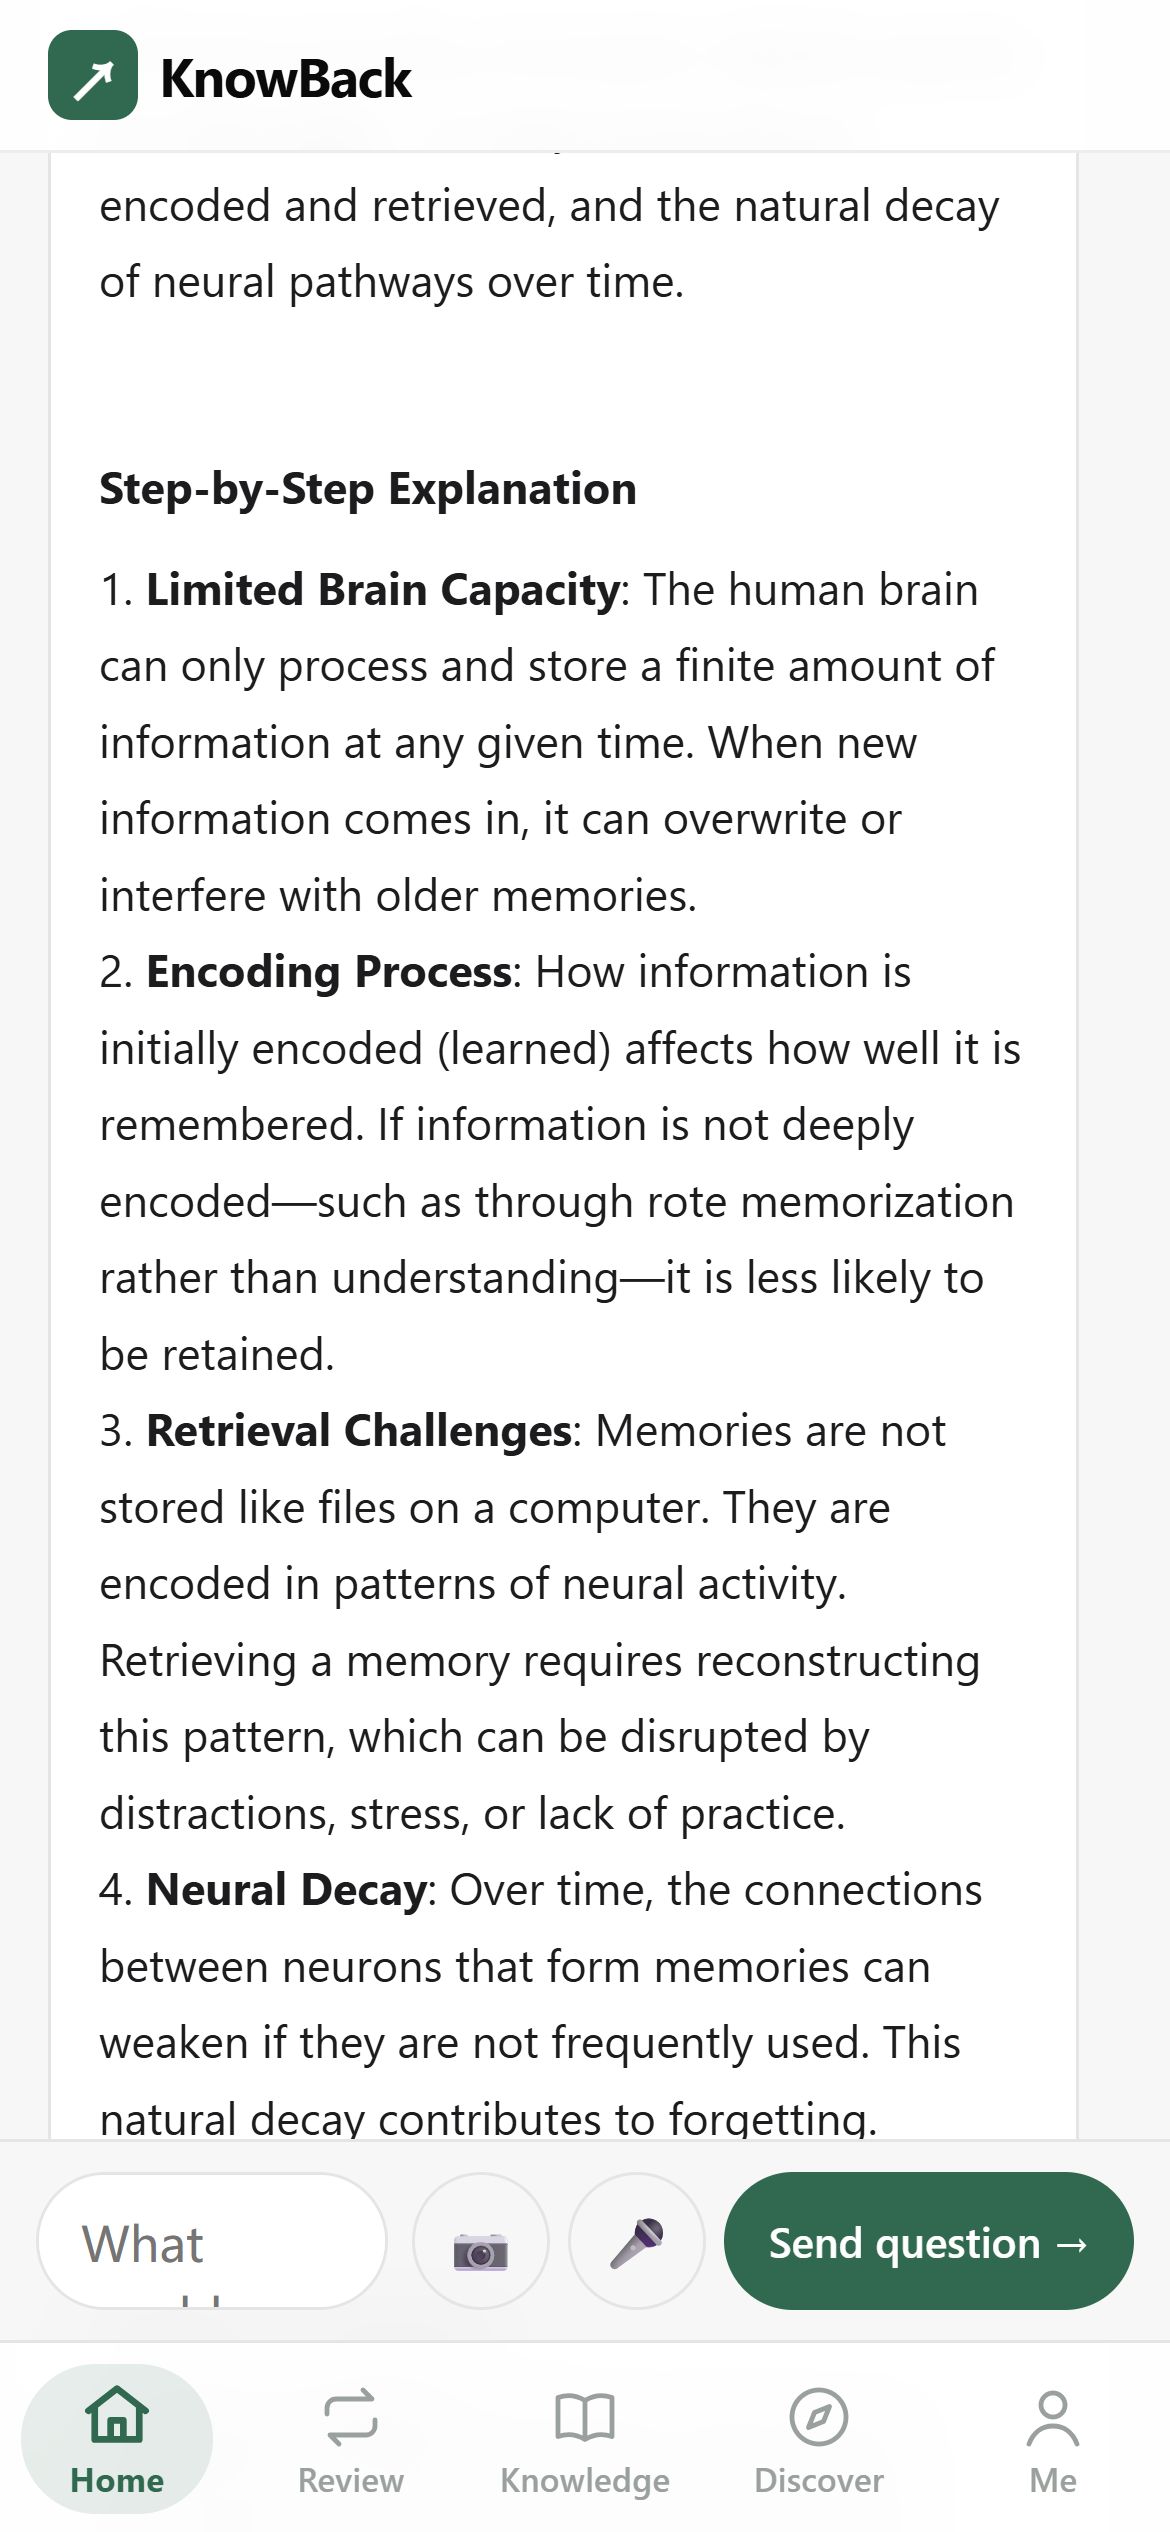 KnowBack
encoded and retrieved, and the natural decay
of neural pathways over time.
Step-by-Step Explanation
1. Limited Brain Capacity: The human brain
can only process and store a finite amount of
information at any given time. When new
information comes in, it can overwrite or
interfere with older memories.
2. Encoding Process: How information is
initially encoded (learned) affects how well it is
remembered. If information is not deeply
encoded—such as through rote memorization
rather than understanding—it is less likely to
be retained.
3. Retrieval Challenges: Memories are not
stored like files on a computer. They are
encoded in patterns of neural activity.
Retrieving a memory requires reconstructing
this pattern, which can be disrupted by
distractions, stress, or lack of practice.
4. Neural Decay: Over time, the connections
between neurons that form memories can
weaken if they are not frequently used. This
natural decay contributes to forgetting.
What
Send question →
Home
Review
Knowledge
Discover
Me